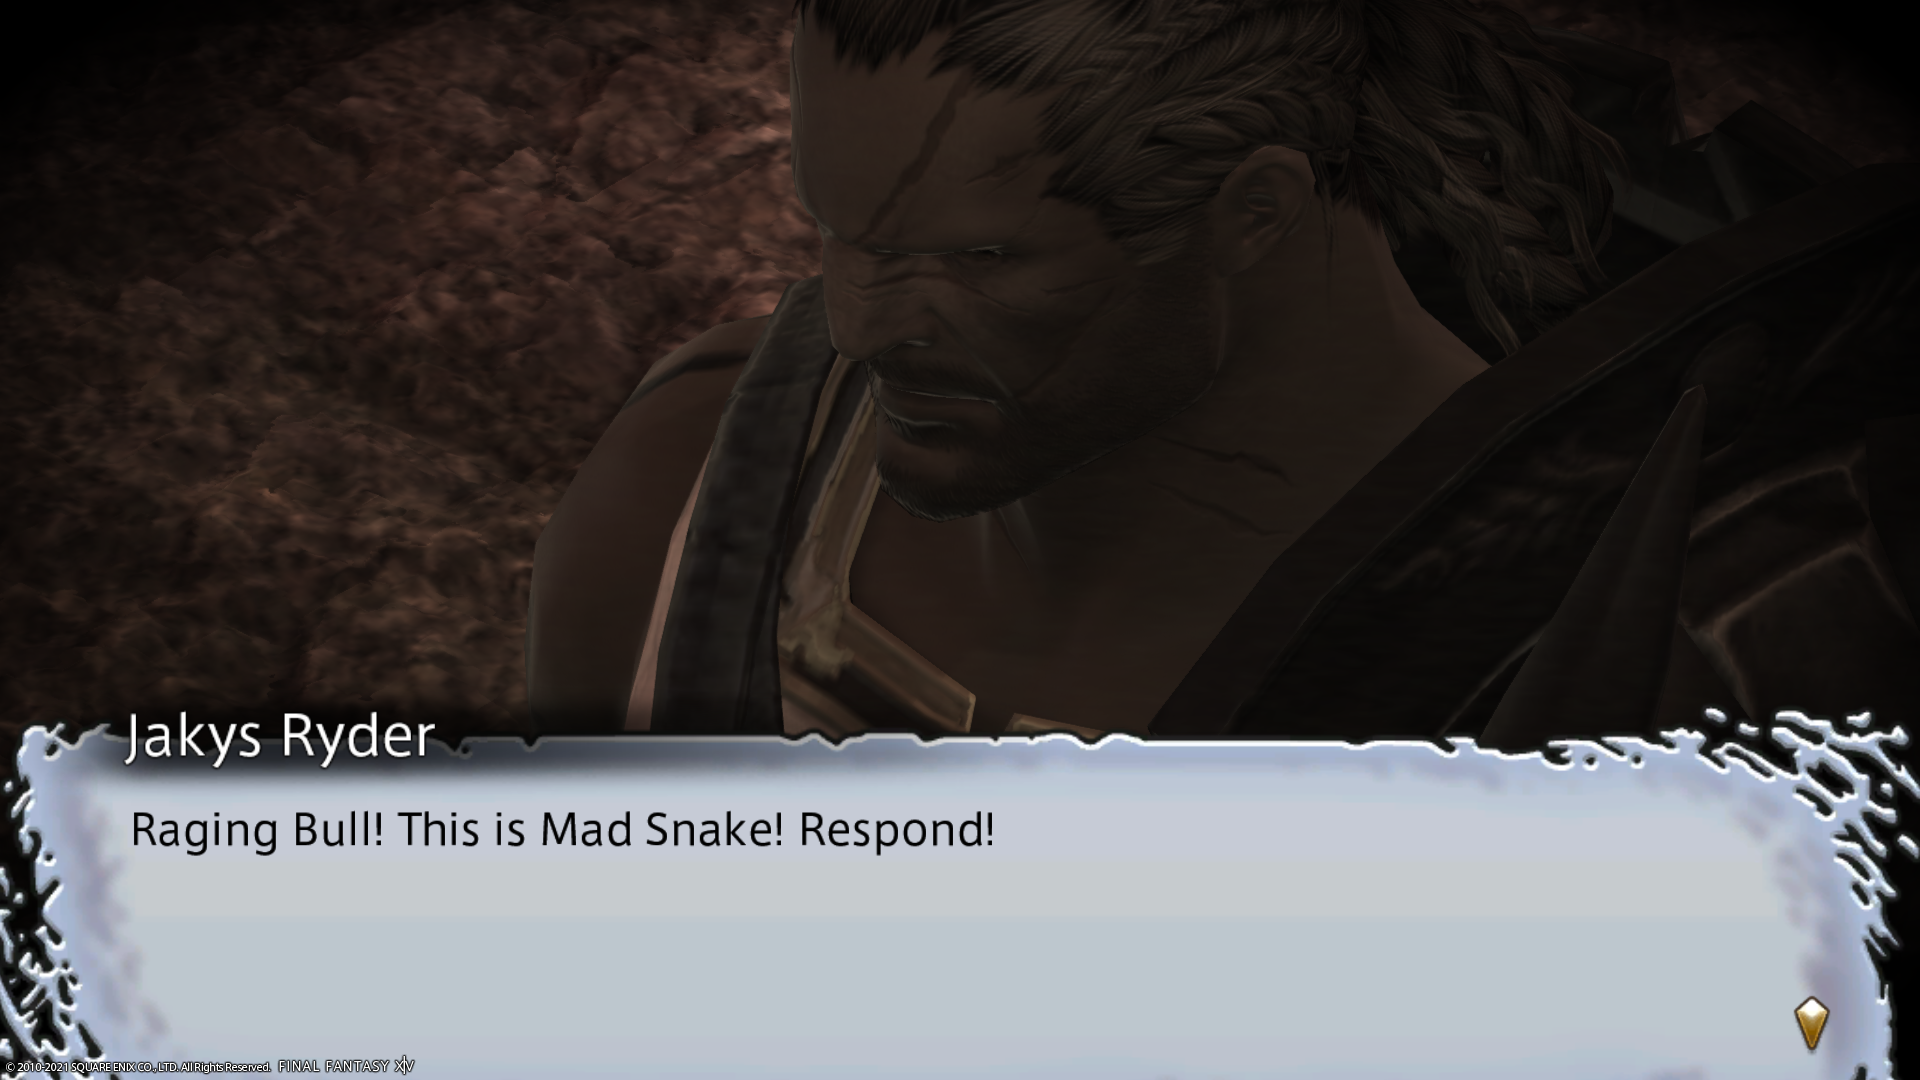 Jakys Ryder
Raging Bull! This is Mad Snake! Respond!
© 2010-2021 SQUARE ENIX CO., LTD. All Rights Reserved. FINAL FANTASY XIV